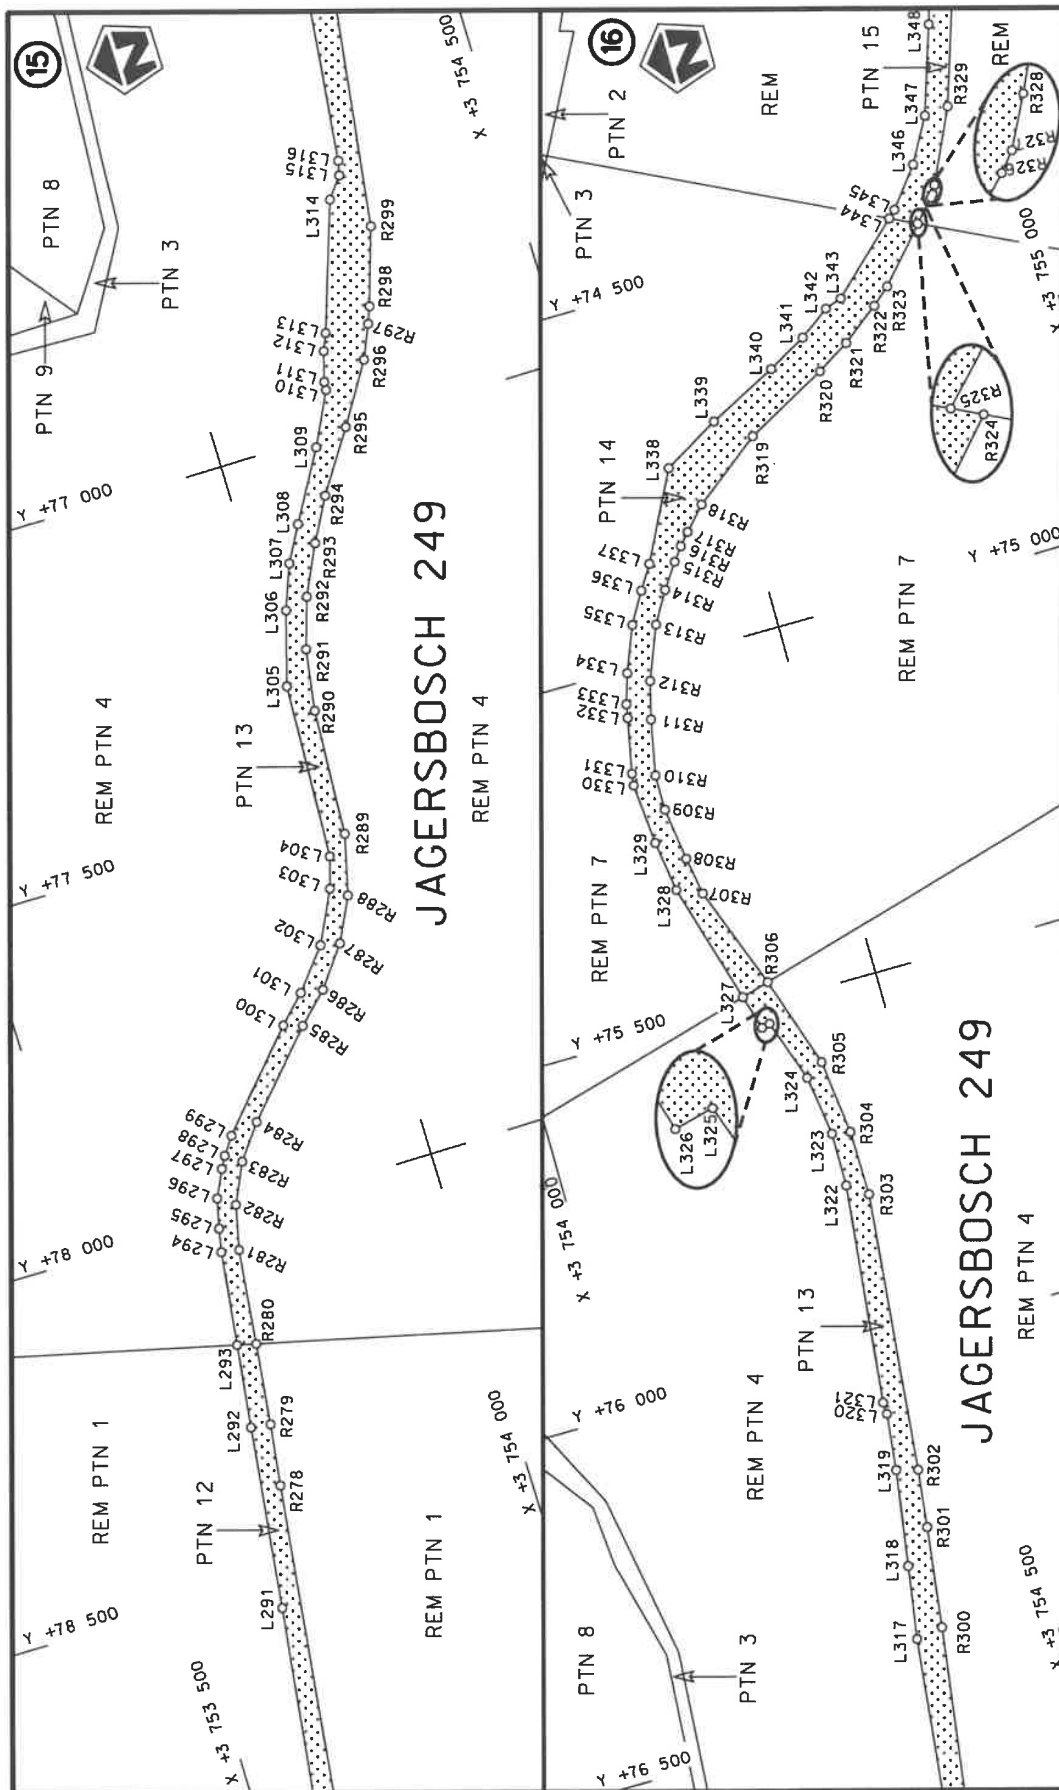 15
N
PTN 8
PTN 9
PTN 3
X +3 754 500
Y +77 000
Y +77 500
Y +78 000
Y +78 500
X +3 753 500
X +3 754 000
REM PTN 4
PTN 13
JAGERSBOSCH 249
REM PTN 4
REM PTN 1
PTN 12
REM PTN 1
L291
L292
L293
L294
L295
L296
L297
L298
L299
L300
L301
L302
L303
L304
L305
L306
L307
L308
L309
L310
L311
L312
L313
L314
L315
L316
R278
R279
R280
R281
R282
R283
R284
R285
R286
R287
R288
R289
R290
R291
R292
R293
R294
R295
R296
R297
R298
R299
16
N
PTN 2
PTN 3
REM
PTN 15
REM
Y +74 500
X +3 755 000
Y +75 000
PTN 14
REM PTN 7
REM PTN 7
Y +75 500
X +3 754 000
Y +76 000
PTN 13
REM PTN 4
JAGERSBOSCH 249
REM PTN 4
PTN 8
PTN 3
Y +76 500
X +3 754 500
L317
L318
L319
L320
L321
L322
L323
L324
L325
L326
L327
L328
L329
L330
L331
L332
L333
L334
L335
L336
L337
L338
L339
L340
L341
L342
L343
L344
L345
L346
L347
L348
R300
R301
R302
R303
R304
R305
R306
R307
R308
R309
R310
R311
R312
R313
R314
R315
R316
R317
R318
R319
R320
R321
R322
R323
R324
R325
R326
R327
R328
R329